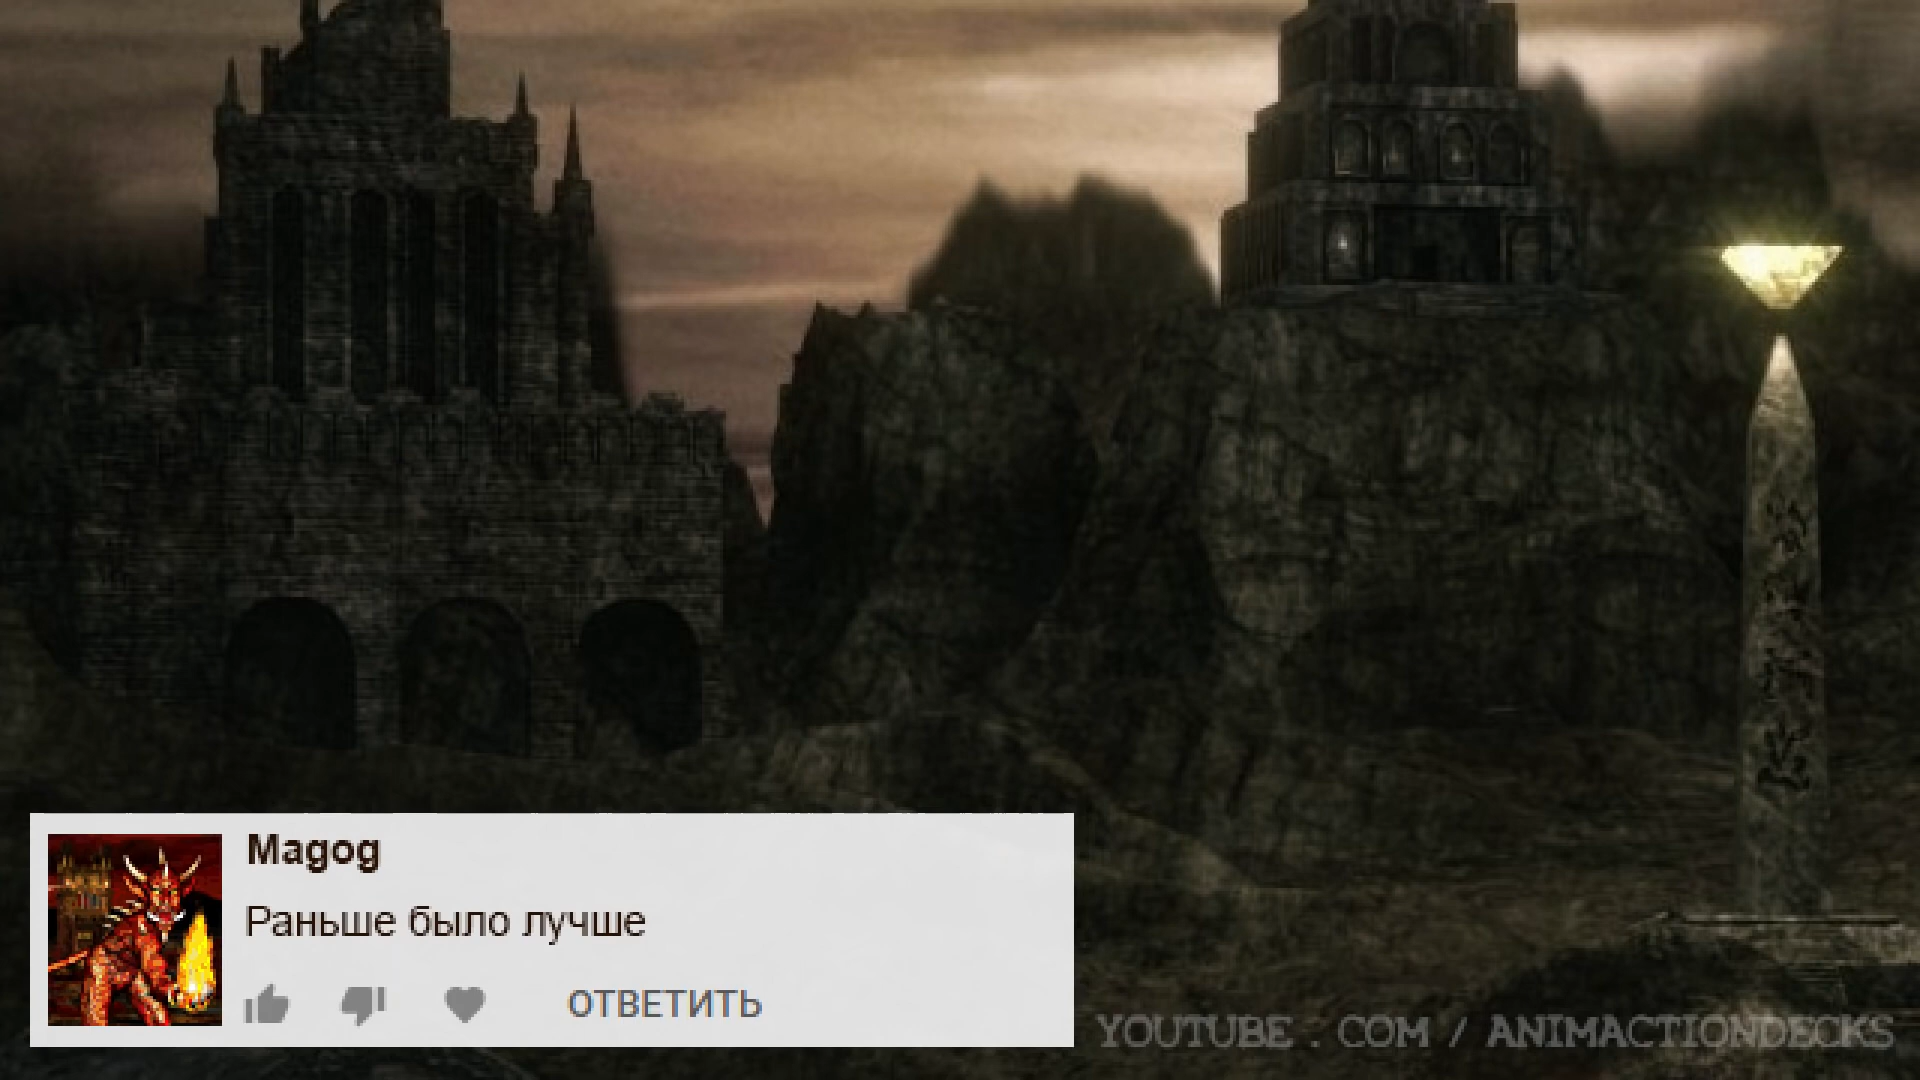 Magog
Раньше было лучше
ОТВЕТИТЬ
YOUTUBE . COM / ANIMACTIONDECKS